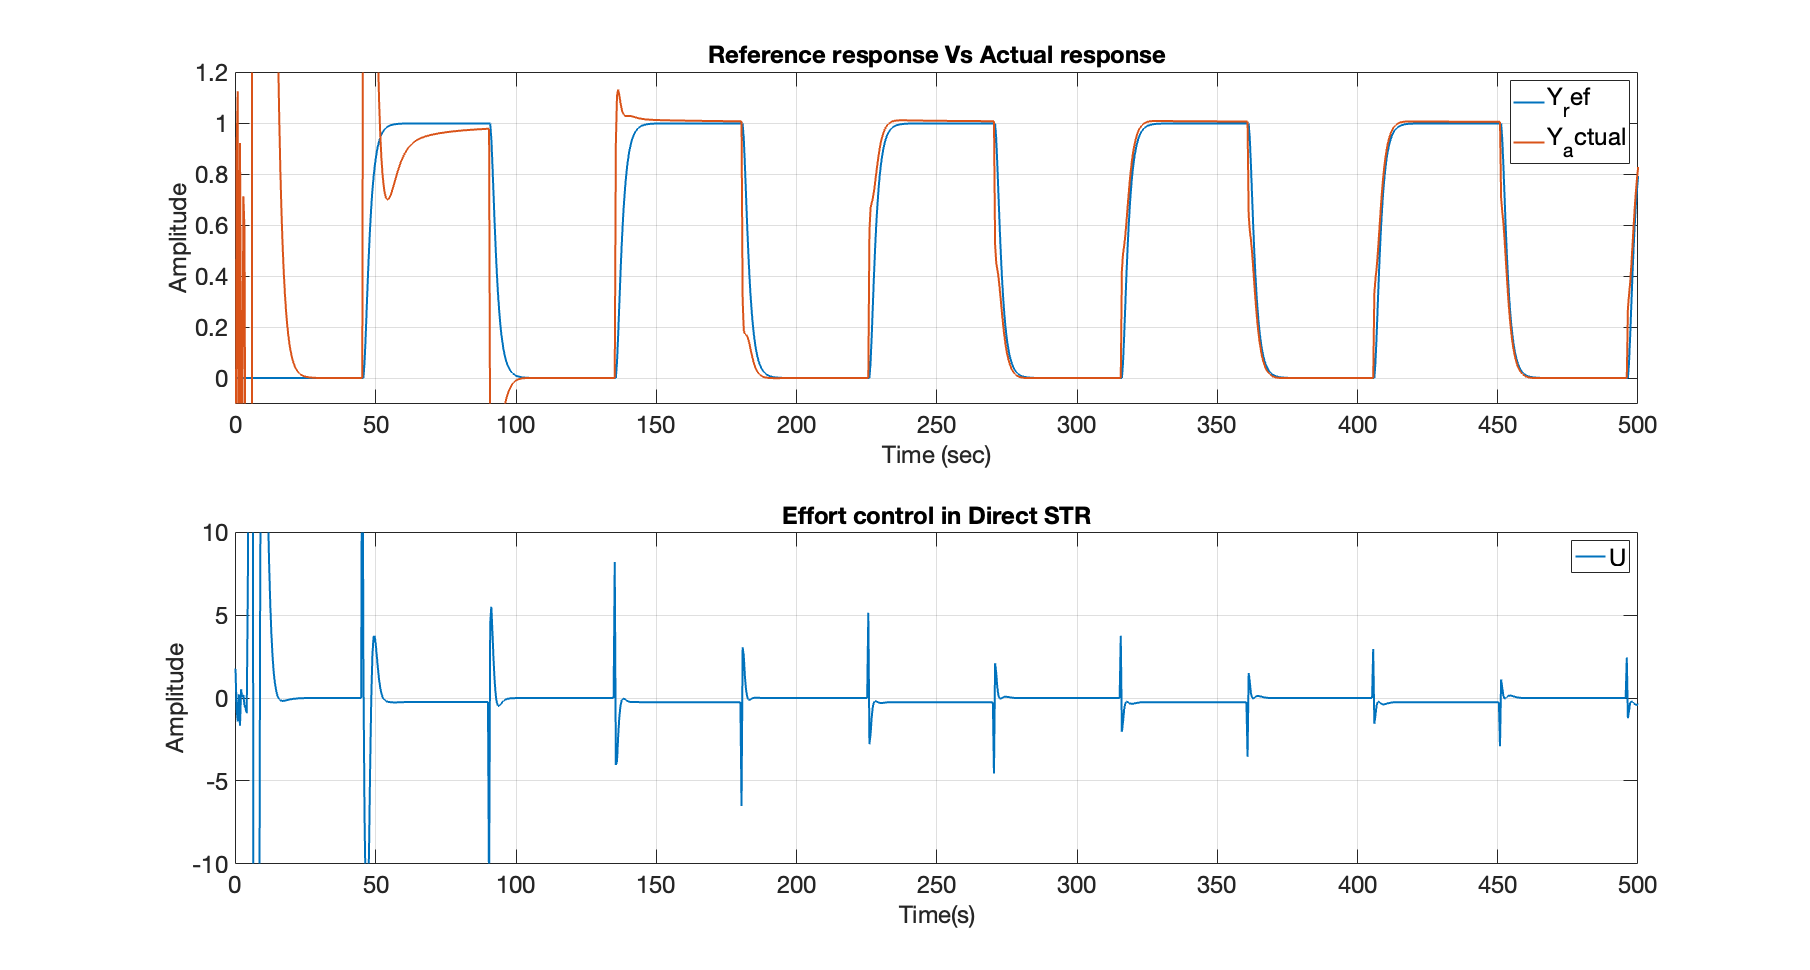 Reference response Vs Actual response
1.2
1
0.8
0.6
0.4
0.2
0
Amplitude
Y_ref
Y_actual
0 50 100 150 200 250 300 350 400 450 500
Time (sec)
Effort control in Direct STR
10
5
0
-5
-10
Amplitude
U
0 50 100 150 200 250 300 350 400 450 500
Time(s)